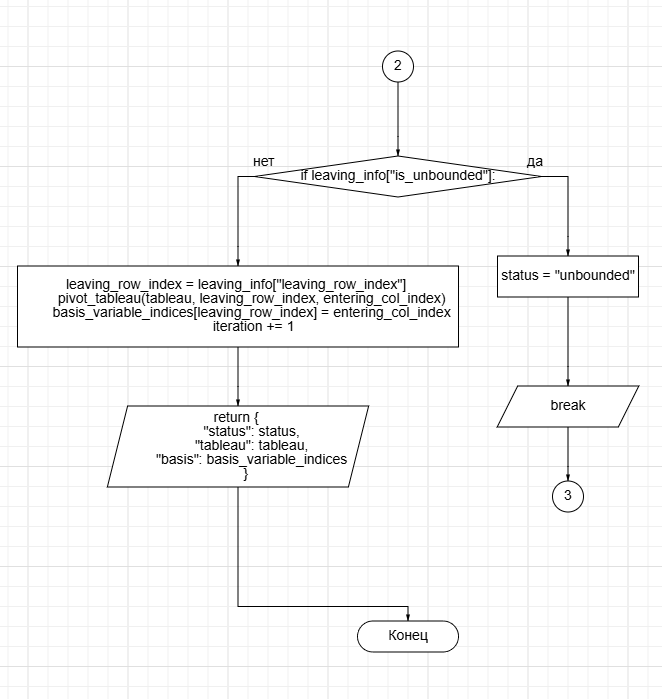 2
нет
да
if leaving_info["is_unbounded"]:
leaving_row_index = leaving_info["leaving_row_index"]
pivot_tableau(tableau, leaving_row_index, entering_col_index)
basis_variable_indices[leaving_row_index] = entering_col_index
iteration += 1
status = "unbounded"
return {
"status": status,
"tableau": tableau,
"basis": basis_variable_indices
}
break
3
Конец